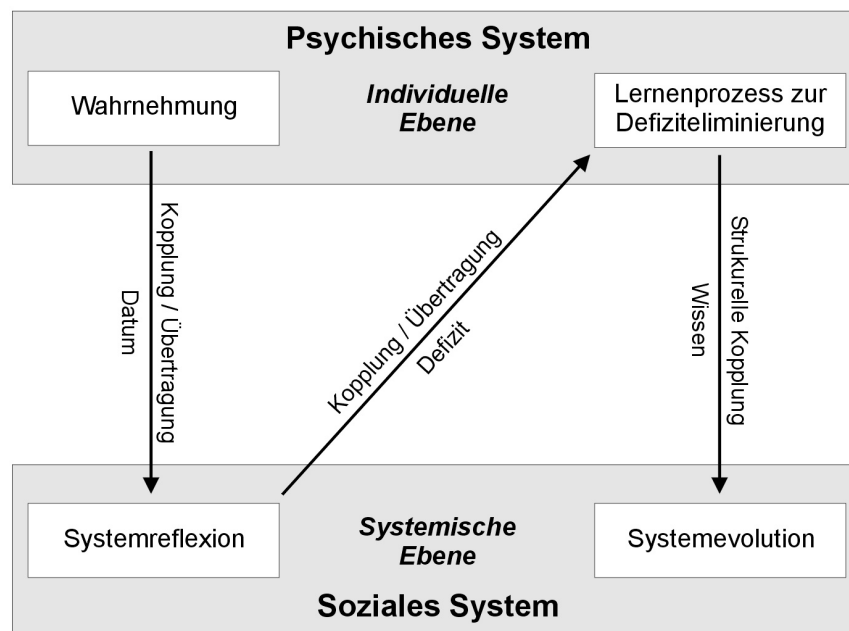 Psychisches System
Wahrnehmung
Individuelle
Ebene
Lernenprozess zur
Defiziteliminierung
Kopplung / Übertragung
Datum
Kopplung / Übertragung
Defizit
Strukurelle Kopplung
Wissen
Systemreflexion
Systemische
Ebene
Systemevolution
Soziales System